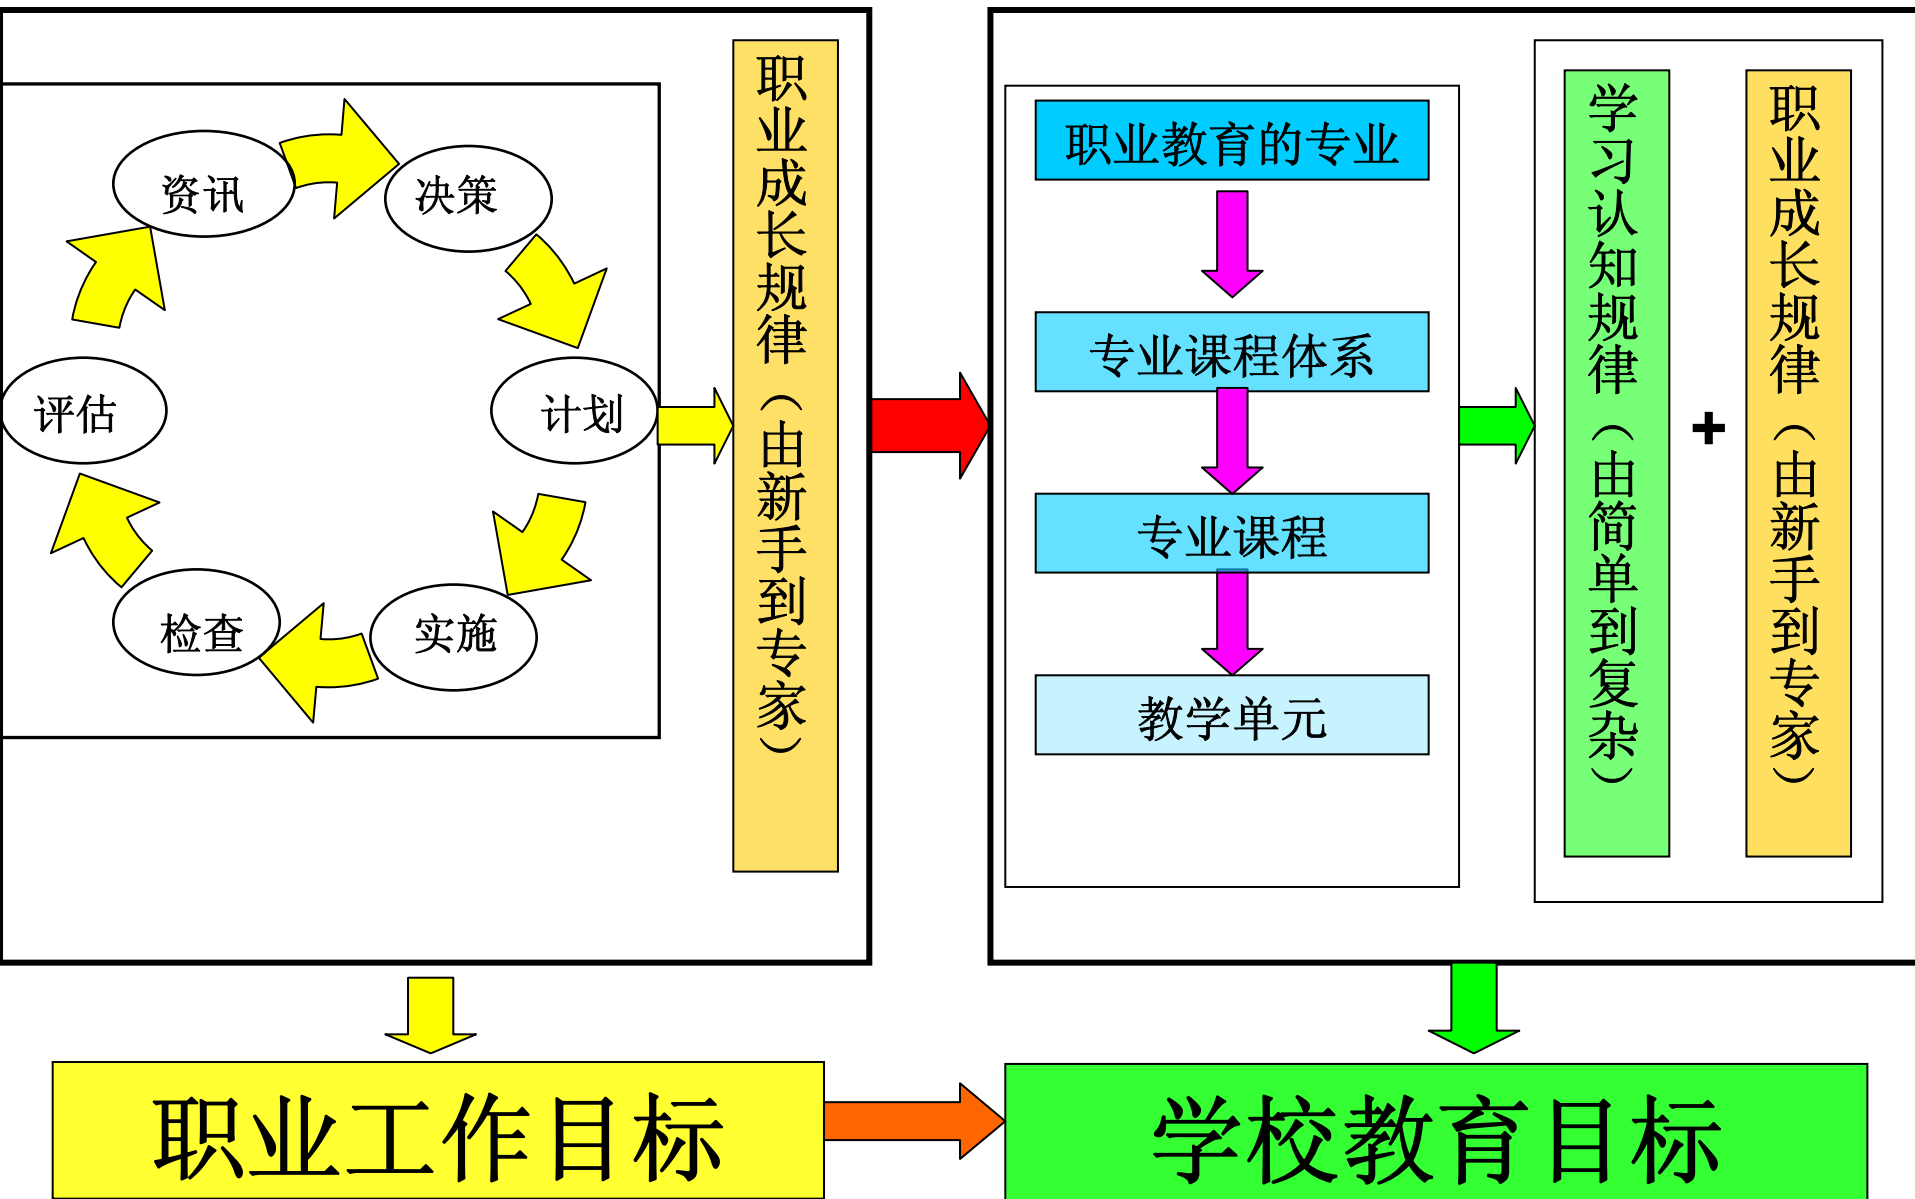 资讯
决策
计划
实施
检查
评估
职业成长规律（由新手到专家）
职业教育的专业
专业课程体系
专业课程
教学单元
学习认知规律（由简单到复杂）
+
职业成长规律（由新手到专家）
职业工作目标
学校教育目标